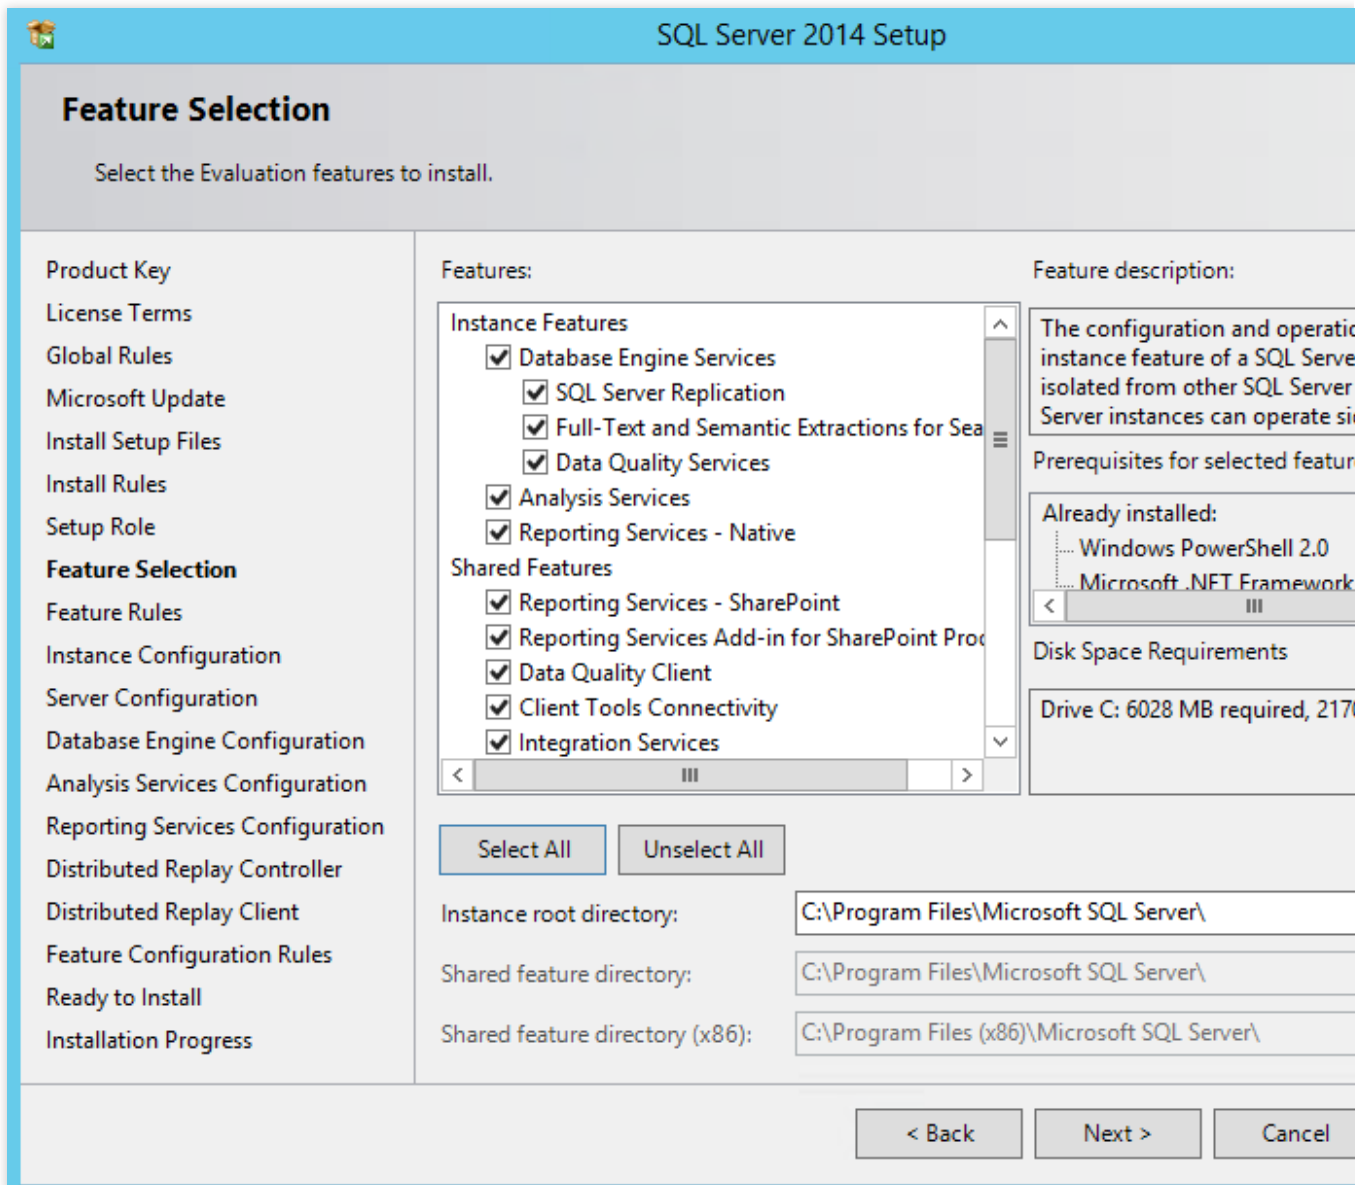 SQL Server 2014 Setup
Feature Selection
Select the Evaluation features to install.
Product Key
License Terms
Global Rules
Microsoft Update
Install Setup Files
Install Rules
Setup Role
Feature Selection
Feature Rules
Instance Configuration
Server Configuration
Database Engine Configuration
Analysis Services Configuration
Reporting Services Configuration
Distributed Replay Controller
Distributed Replay Client
Feature Configuration Rules
Ready to Install
Installation Progress
Features:
Instance Features
Database Engine Services
SQL Server Replication
Full-Text and Semantic Extractions for Sea
Data Quality Services
Analysis Services
Reporting Services - Native
Shared Features
Reporting Services - SharePoint
Reporting Services Add-in for SharePoint Proc
Data Quality Client
Client Tools Connectivity
Integration Services
Select All
Unselect All
Feature description:
The configuration and operatio
instance feature of a SQL Serve
isolated from other SQL Server
Server instances can operate si
Prerequisites for selected featur
Already installed:
Windows PowerShell 2.0
Microsoft .NET Framework
Disk Space Requirements
Drive C: 6028 MB required, 2170
Instance root directory:
C:\Program Files\Microsoft SQL Server\
Shared feature directory:
C:\Program Files\Microsoft SQL Server\
Shared feature directory (x86):
C:\Program Files (x86)\Microsoft SQL Server\
< Back
Next >
Cancel